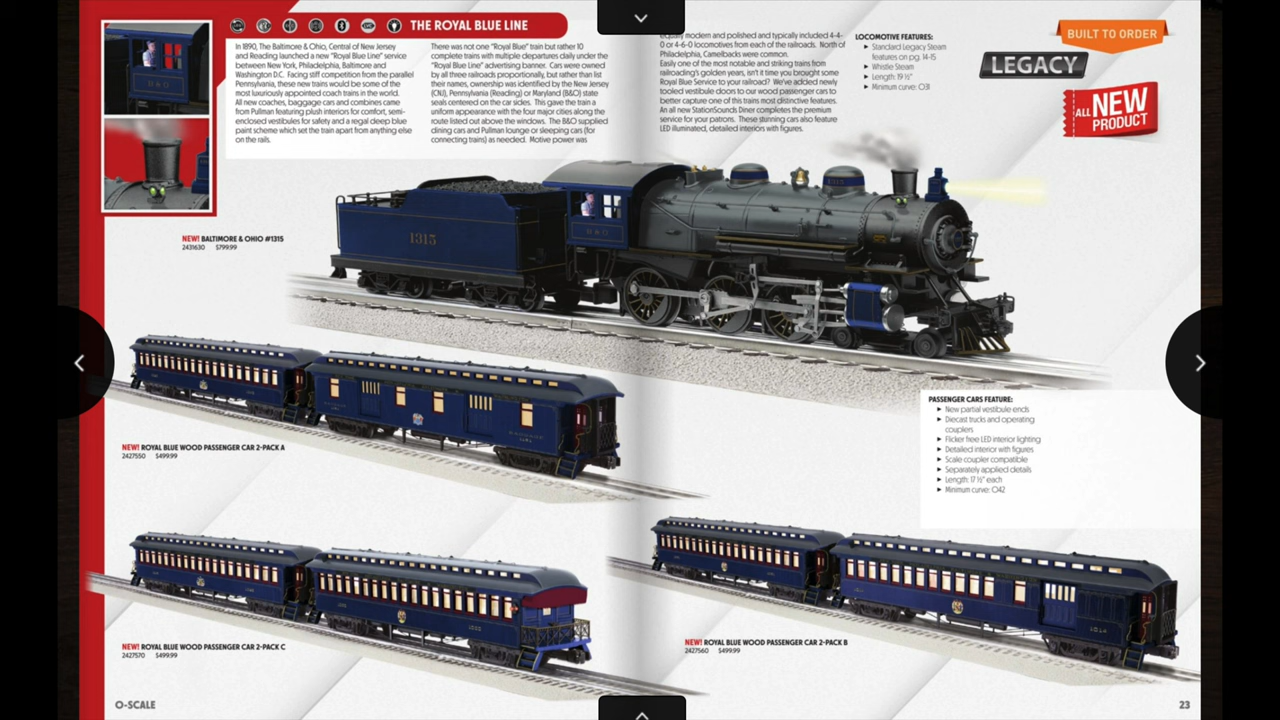 THE ROYAL BLUE LINE
In 1890, The Baltimore & Ohio, Central of New Jersey
and Reading launched a new "Royal Blue Line" service
between New York, Philadelphia, Baltimore and
Washington D.C. Facing stiff competition from the parallel
Pennsylvania, these new trains would be some of the
most luxuriously appointed coach trains in the world.
All new coaches, baggage cars and combines came
from Pullman featuring plush interiors for comfort, semi-
enclosed vestibules for safety and a regal deep blue
paint scheme which set the train apart from anything else
on the rails.
There was not one "Royal Blue" train but rather 10
complete trains with multiple departures daily under the
"Royal Blue Line" advertising banner. Cars were owned
by all three railroads proportionally, but rather than list
their names, ownership was identified by the New Jersey
(CNJ), Pennsylvania (Reading) or Maryland (B&O) state
seals centered on the car sides. This gave the train a
uniform appearance with the four major cities along the
route listed out above the windows. The B&O supplied
dining cars and Pullman lounge or sleeping cars (for
connecting trains) as needed. Motive power was
equally modern and polished and typically included 4-4-
0 or 4-6-0 locomotives from each of the railroads. North of
Philadelphia, Camelbacks were common.
Easily one of the most notable and striking trains from
railroading's golden years, isn't it time you brought some
Royal Blue Service to your railroad? We've added newly
tooled vestibule doors to our wood passenger cars to
better capture one of this trains most distinctive features.
An all new StationSounds Diner completes the premium
service for your patrons. These stunning cars also feature
LED illuminated, detailed interiors with figures.
LOCOMOTIVE FEATURES:
► Standard Legacy Steam
features on pg. 14-15
► Whistle Steam
► Length: 19 ½"
► Minimum curve: O31
BUILT TO ORDER
LEGACY
ALL NEW
PRODUCT
1315
B & O
NEW! BALTIMORE & OHIO #1315
2431630 $799.99
NEW! ROYAL BLUE WOOD PASSENGER CAR 2-PACK A
2427550 $499.99
PASSENGER CARS FEATURE:
► New partial vestibule ends
► Diecast trucks and operating
couplers
► Flicker free LED interior lighting
► Detailed interior with figures
► Scale coupler compatible
► Separately applied details
► Length: 17 ½" each
► Minimum curve: O42
NEW! ROYAL BLUE WOOD PASSENGER CAR 2-PACK C
2427570 $499.99
NEW! ROYAL BLUE WOOD PASSENGER CAR 2-PACK B
2427560 $499.99
O-SCALE
23